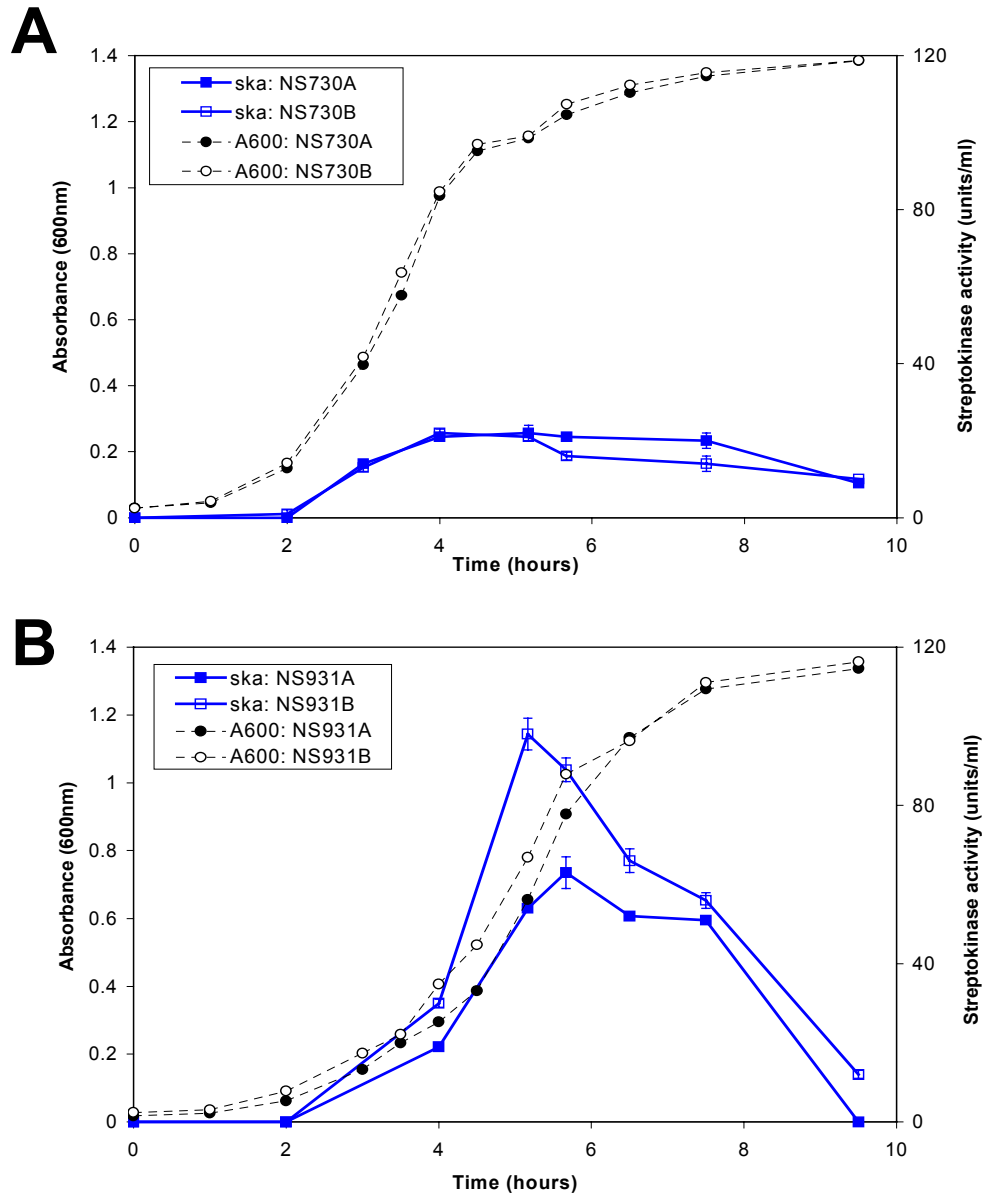 A
1.4
1.2
1
0.8
0.6
0.4
0.2
0
Absorbance (600nm)
ska: NS730A
ska: NS730B
A600: NS730A
A600: NS730B
120
80
40
0
Streptokinase activity (units/ml)
0 2 4 6 8 10
Time (hours)
B
1.4
1.2
1
0.8
0.6
0.4
0.2
0
Absorbance (600nm)
ska: NS931A
ska: NS931B
A600: NS931A
A600: NS931B
120
80
40
0
Streptokinase activity (units/ml)
0 2 4 6 8 10
Time (hours)